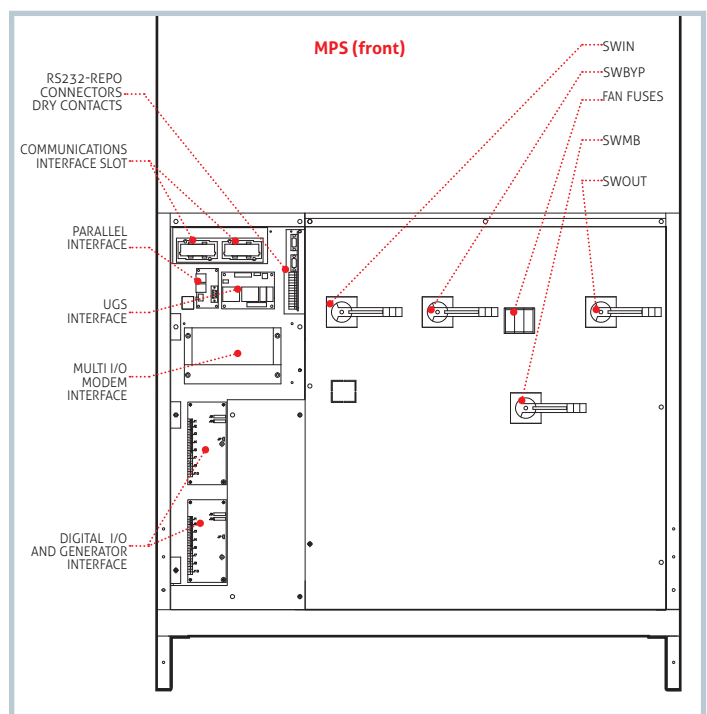 MPS (front)
RS232-REPO
CONNECTORS
DRY CONTACTS
COMMUNICATIONS
INTERFACE SLOT
PARALLEL
INTERFACE
UGS
INTERFACE
MULTI I/O
MODEM
INTERFACE
DIGITAL I/O
AND GENERATOR
INTERFACE
SWIN
SWBYP
FAN FUSES
SWMB
SWOUT